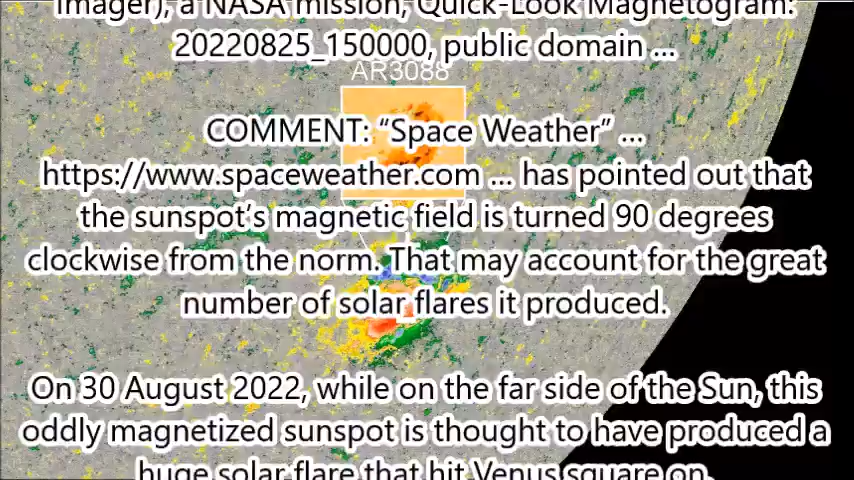 Imager), a NASA mission, Quick-Look Magnetogram:
20220825_150000, public domain ...
AR3088
COMMENT: “Space Weather” ...
https://www.spaceweather.com ... has pointed out that
the sunspot’s magnetic field is turned 90 degrees
clockwise from the norm. That may account for the great
number of solar flares it produced.
On 30 August 2022, while on the far side of the Sun, this
oddly magnetized sunspot is thought to have produced a
huge solar flare that hit Venus square on.